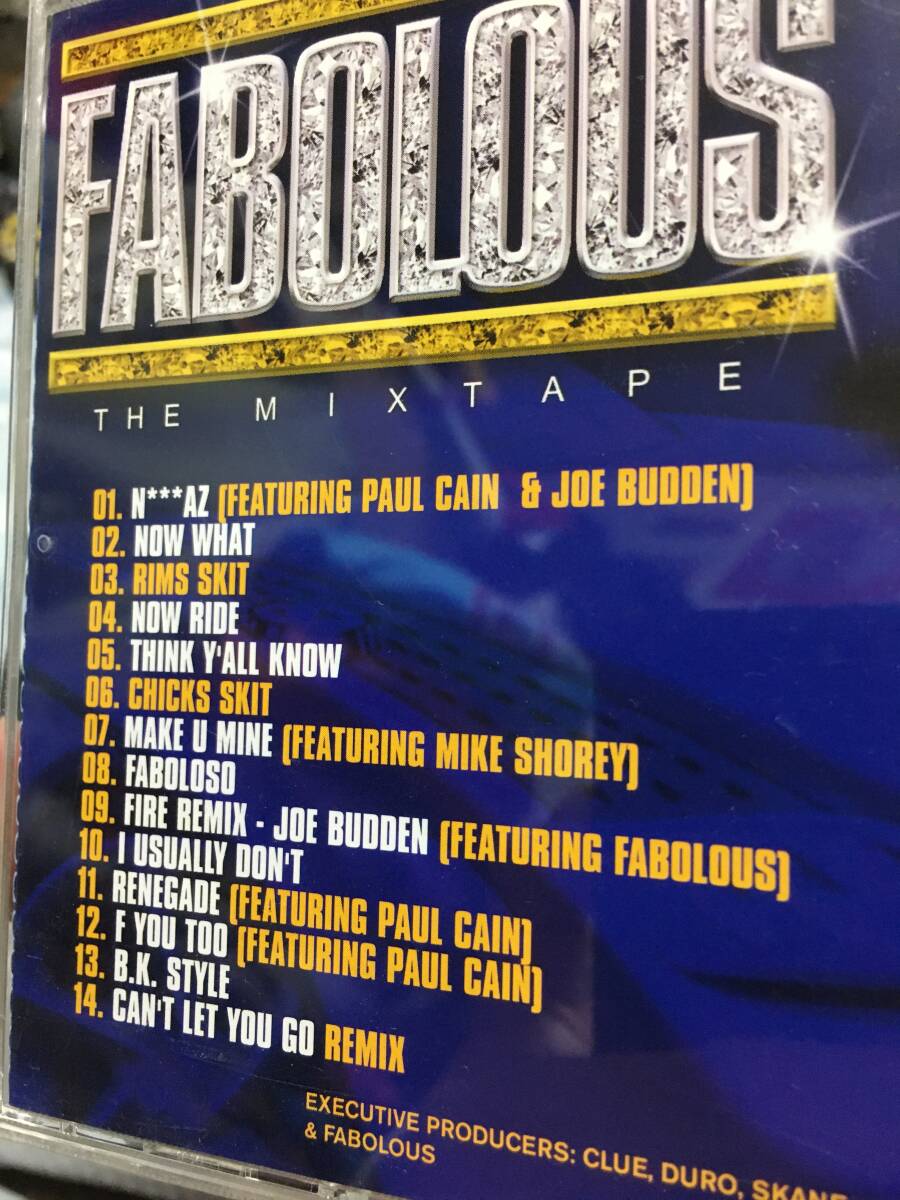 FABOLOUS
THE MIXTAPE
01. N***AZ (FEATURING PAUL CAIN & JOE BUDDEN)
02. NOW WHAT
03. RIMS SKIT
04. NOW RIDE
05. THINK Y'ALL KNOW
06. CHICKS SKIT
07. MAKE U MINE (FEATURING MIKE SHOREY)
08. FABOLOSO
09. FIRE REMIX - JOE BUDDEN (FEATURING FABOLOUS)
10. I USUALLY DON'T
11. RENEGADE (FEATURING PAUL CAIN)
12. F YOU TOO (FEATURING PAUL CAIN)
13. B.K. STYLE
14. CAN'T LET YOU GO REMIX
EXECUTIVE PRODUCERS: CLUE, DURO,
& FABOLOUS